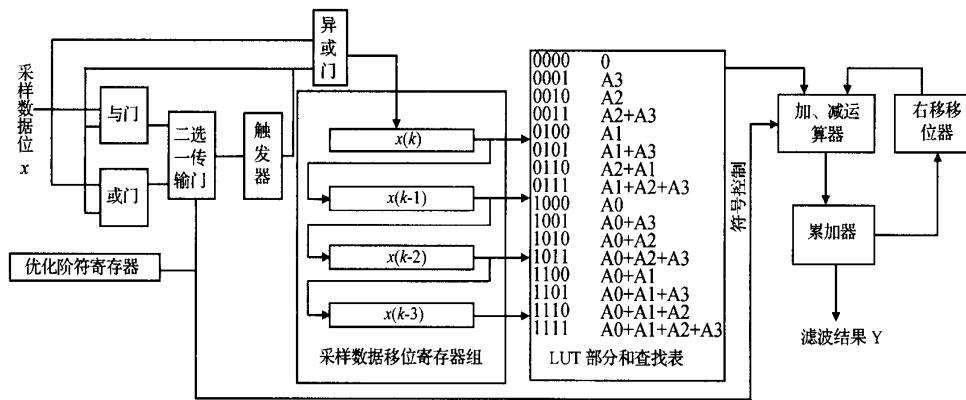 采样数据位 x
与门
或门
二选一传输门
触发器
优化阶符寄存器
异或门
x(k)
x(k-1)
x(k-2)
x(k-3)
采样数据移位寄存器组
0000 0
0001 A3
0010 A2
0011 A2+A3
0100 A1
0101 A1+A3
0110 A2+A1
0111 A1+A2+A3
1000 A0
1001 A0+A3
1010 A0+A2
1011 A0+A2+A3
1100 A0+A1
1101 A0+A1+A3
1110 A0+A1+A2
1111 A0+A1+A2+A3
LUT 部分和查找表
符号控制
加、减运算器
右移移位器
累加器
滤波结果 Y